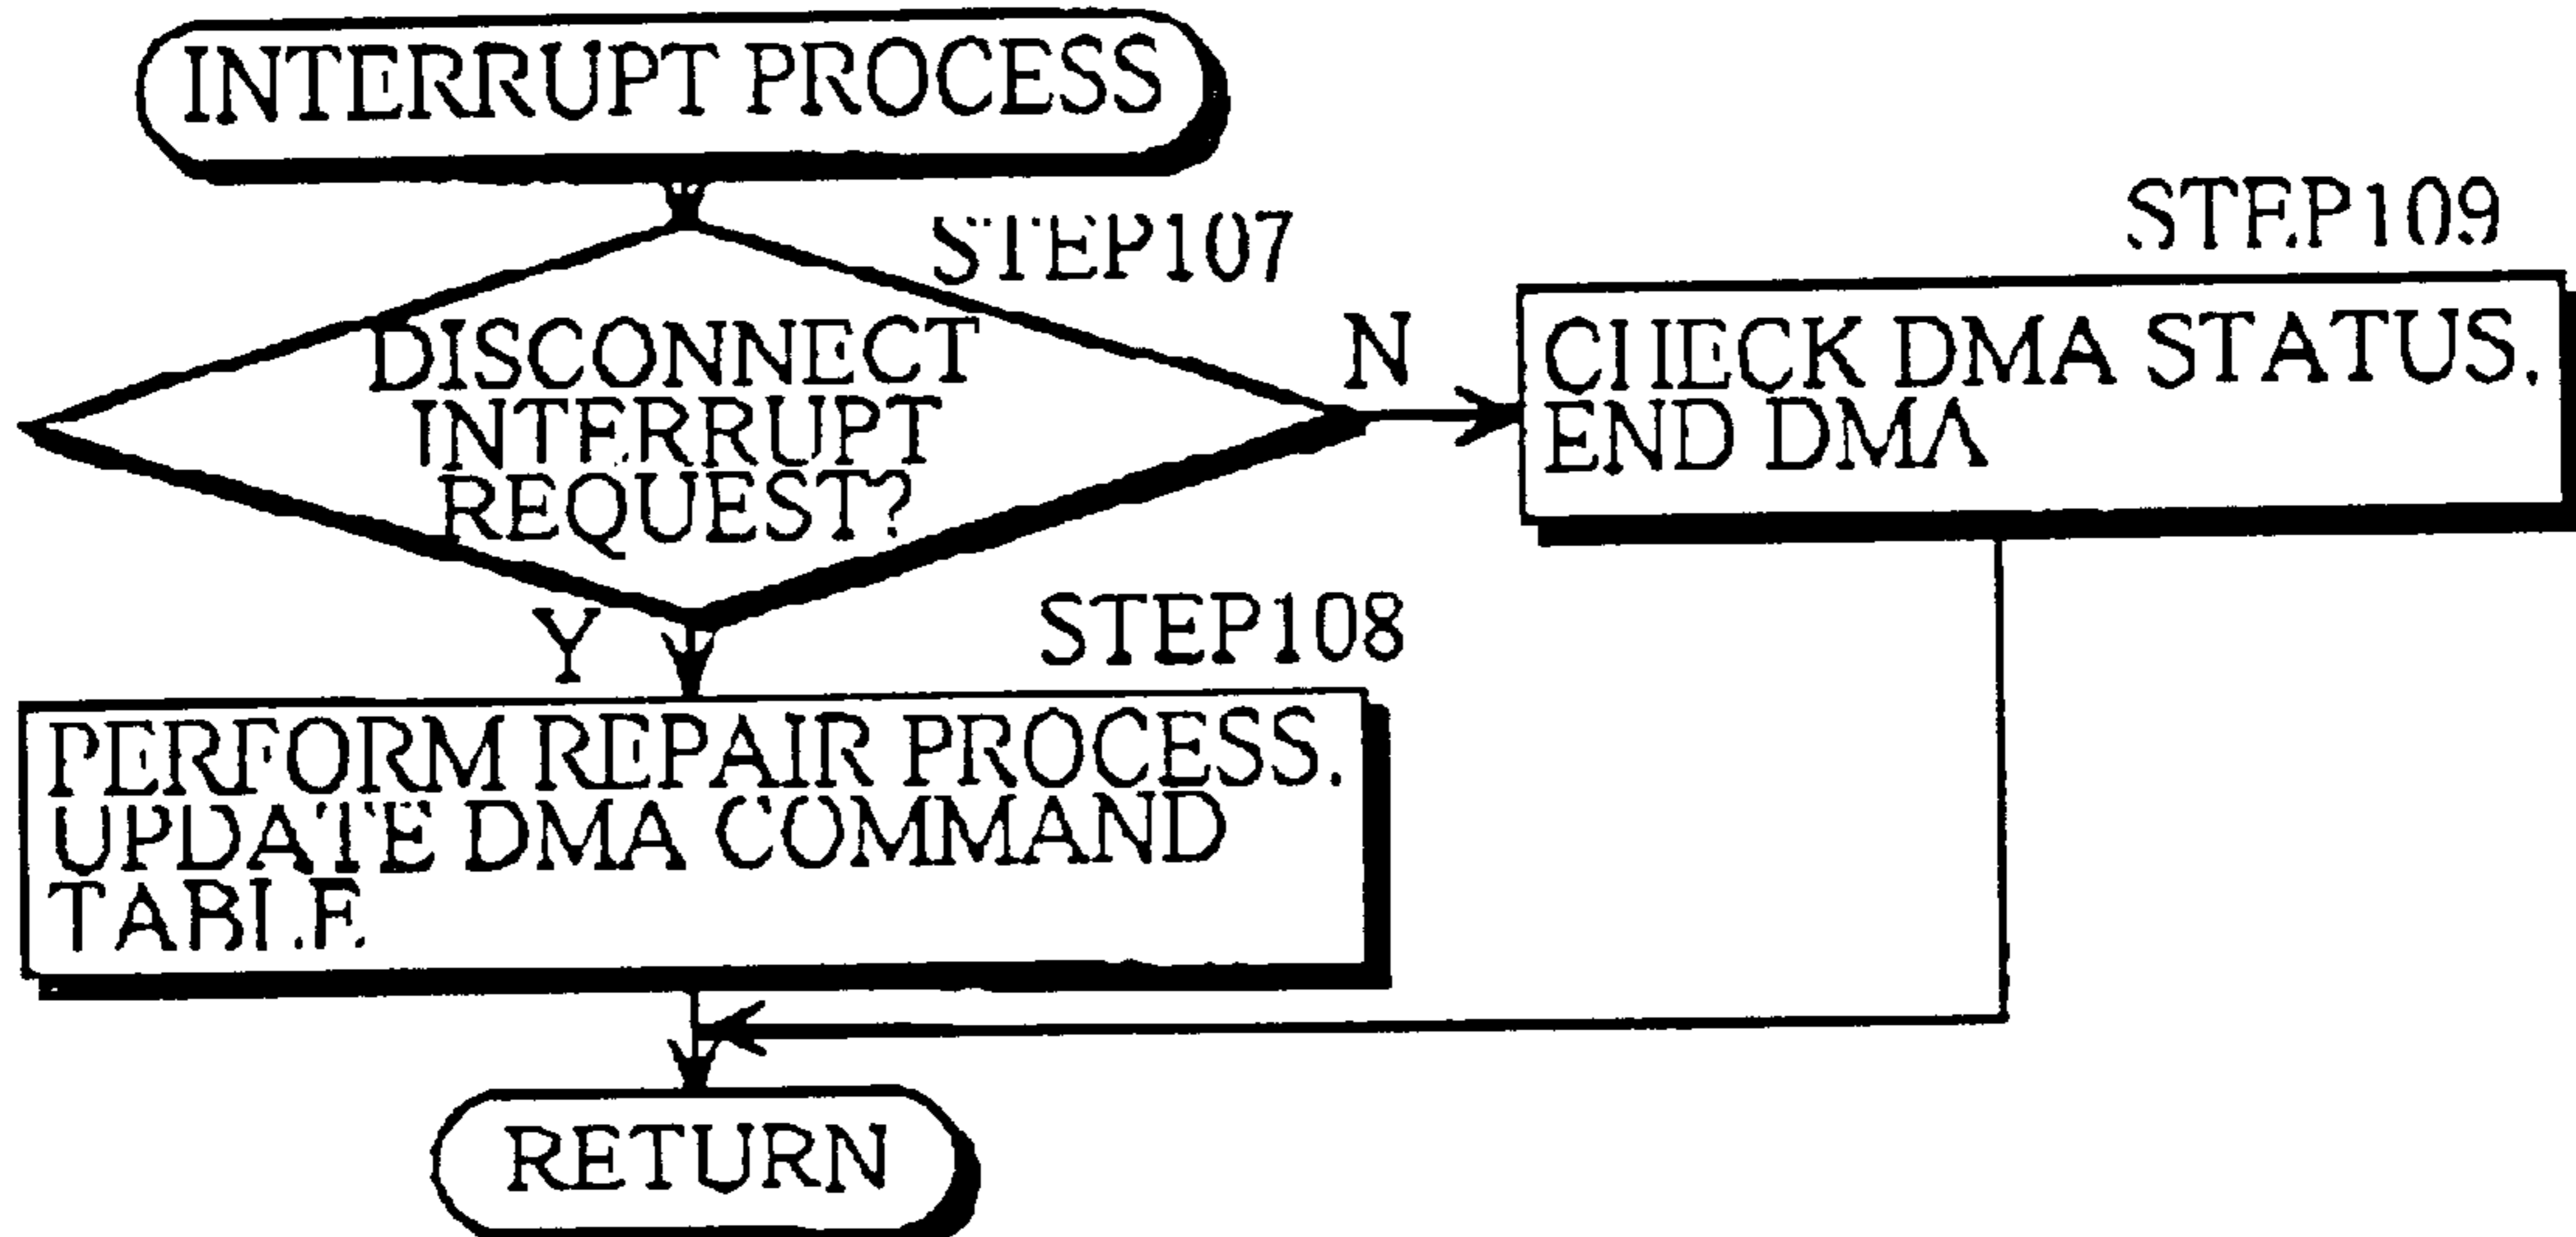 INTERRUPT PROCESS
STEP107
DISCONNECT
INTERRUPT
REQUEST?
N
STEP109
CHECK DMA STATUS.
END DMA
Y
STEP108
PERFORM REPAIR PROCESS.
UPDATE DMA COMMAND
TABLE
RETURN